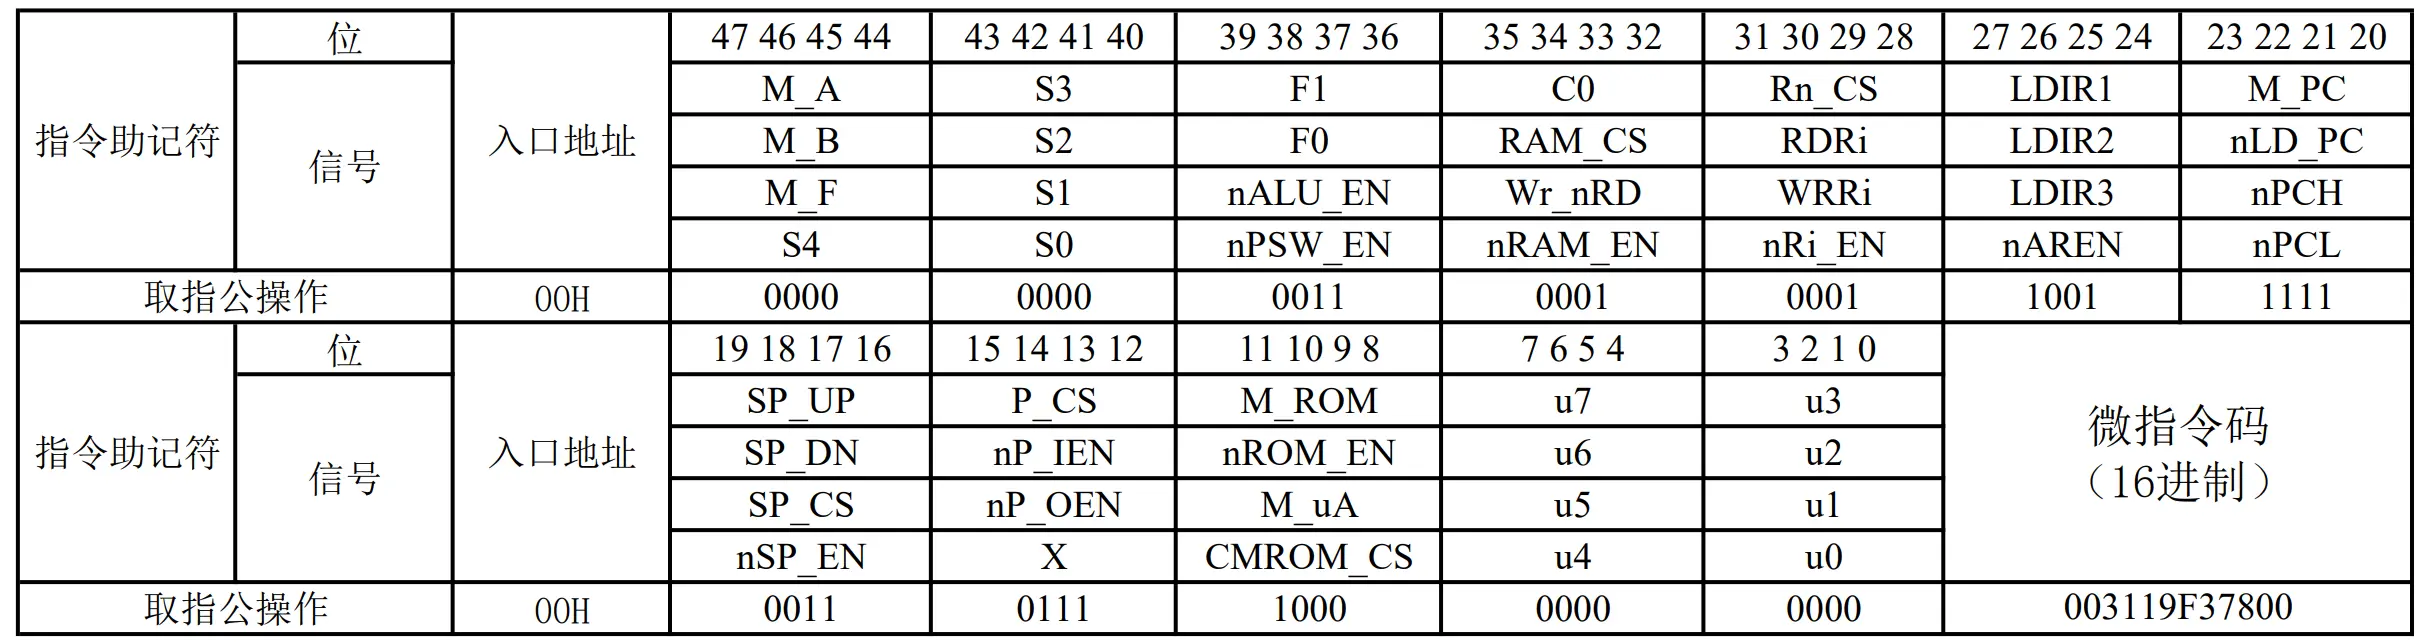 位 47 46 45 44 43 42 41 40 39 38 37 36 35 34 33 32 31 30 29 28 27 26 25 24 23 22 21 20
指令助记符 信号 入口地址 M_A S3 F1 C0 Rn_CS LDIR1 M_PC
M_B S2 F0 RAM_CS RDRi LDIR2 nLD_PC
M_F S1 nALU_EN Wr_nRD WRRi LDIR3 nPCH
S4 S0 nPSW_EN nRAM_EN nRi_EN nAREN nPCL
取指公操作 00H 0000 0000 0011 0001 0001 1001 1111
位 19 18 17 16 15 14 13 12 11 10 9 8 7 6 5 4 3 2 1 0
指令助记符 信号 入口地址 SP_UP P_CS M_ROM u7 u3 微指令码
SP_DN nP_IEN nROM_EN u6 u2 （16进制）
SP_CS nP_OEN M_uA u5 u1
nSP_EN X CMROM_CS u4 u0
取指公操作 00H 0011 0111 1000 0000 0000 003119F37800